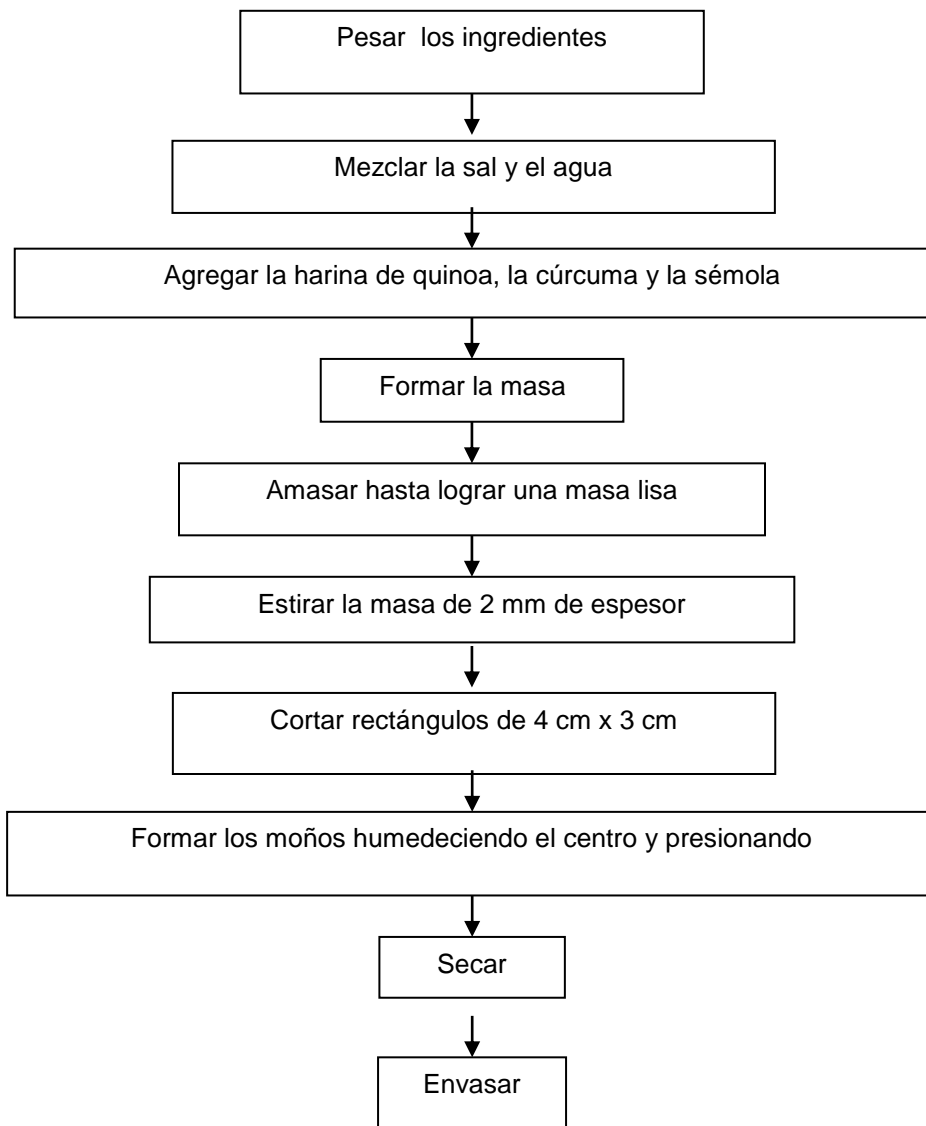 Pesar  los ingredientes
Mezclar la sal y el agua
Agregar la harina de quinoa, la cúrcuma y la sémola
Formar la masa
Amasar hasta lograr una masa lisa
Estirar la masa de 2 mm de espesor
Cortar rectángulos de 4 cm x 3 cm
Formar los moños humedeciendo el centro y presionando
Secar
Envasar